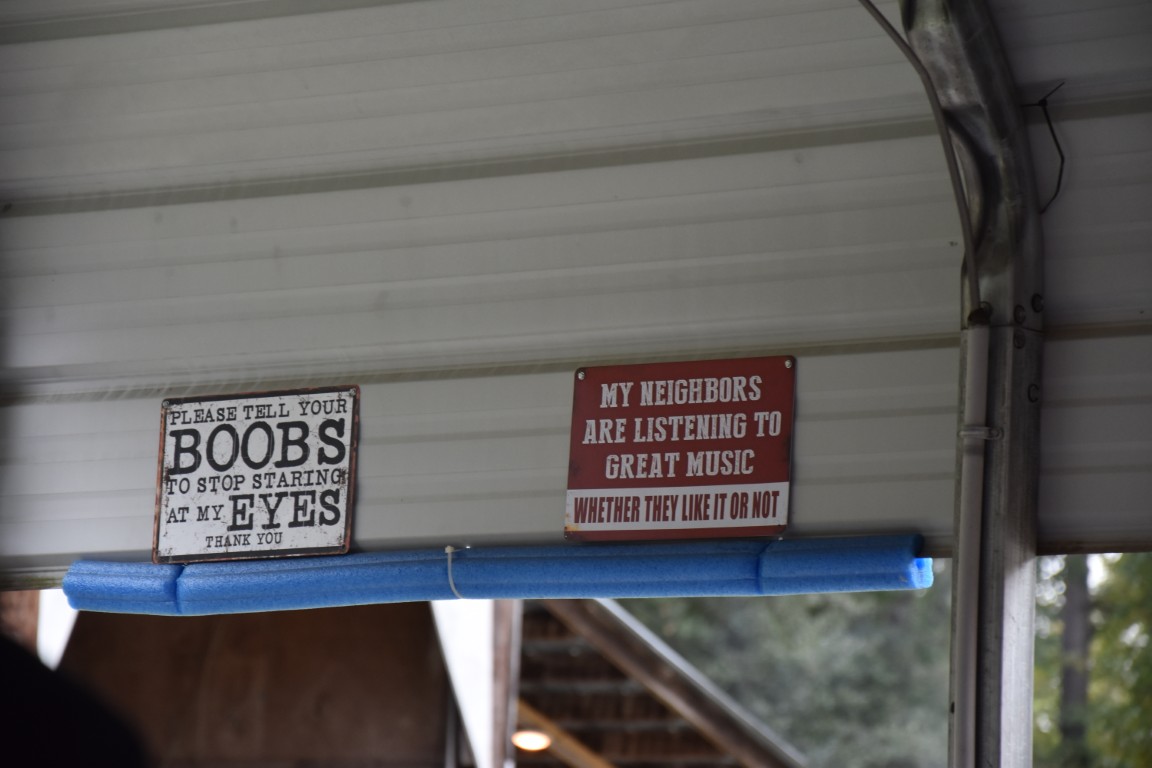 PLEASE TELL YOUR
BOOBS
TO STOP STARING
AT MY EYES
THANK YOU
MY NEIGHBORS
ARE LISTENING TO
GREAT MUSIC
WHETHER THEY LIKE IT OR NOT